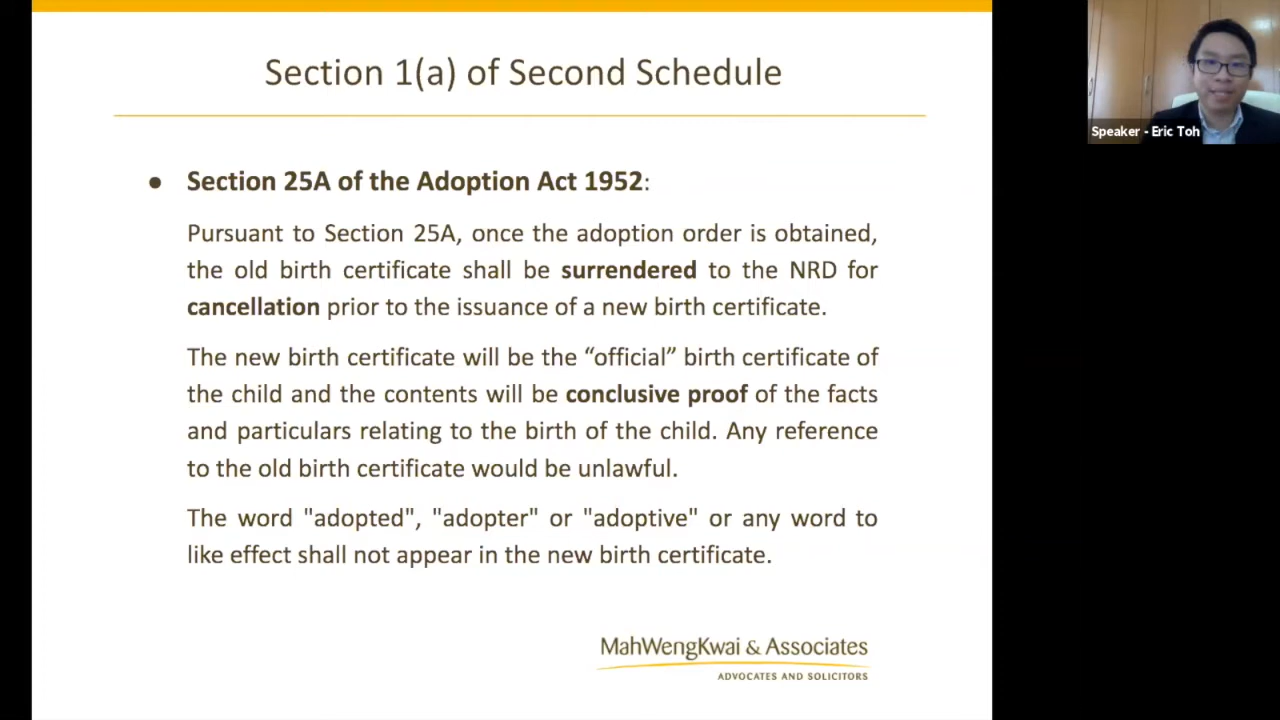 Section 1(a) of Second Schedule
● Section 25A of the Adoption Act 1952:
Pursuant to Section 25A, once the adoption order is obtained,
the old birth certificate shall be surrendered to the NRD for
cancellation prior to the issuance of a new birth certificate.
The new birth certificate will be the “official” birth certificate of
the child and the contents will be conclusive proof of the facts
and particulars relating to the birth of the child. Any reference
to the old birth certificate would be unlawful.
The word "adopted", "adopter" or "adoptive" or any word to
like effect shall not appear in the new birth certificate.
MahWengKwai & Associates
ADVOCATES AND SOLICITORS
Speaker - Eric Toh